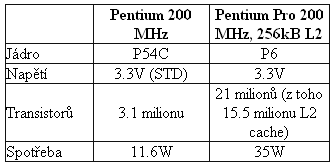 Pentium 200
MHz
Pentium Pro 200
MHz, 256kB L2
Jádro
P54C
P6
Napětí
3.3V (STD)
3.3V
Transistorů
3.1 milionu
21 milionů (z toho
15.5 milionu L2
cache)
Spotřeba
11.6W
35W